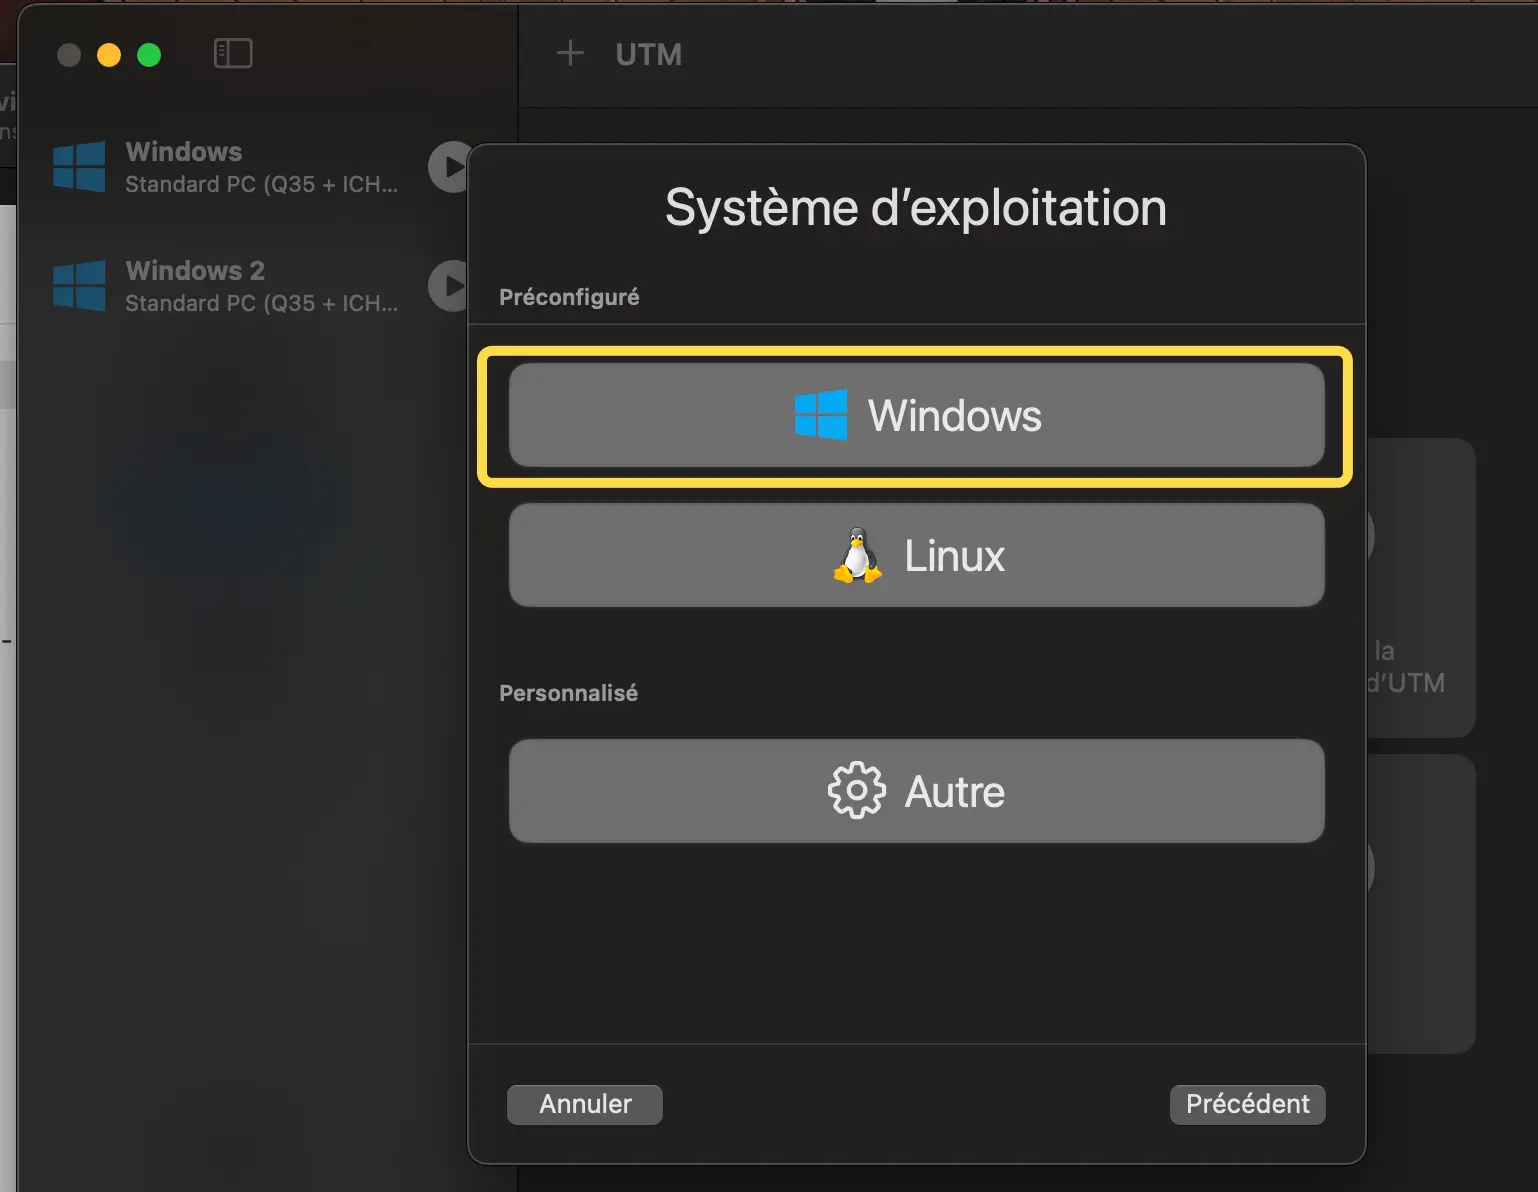 UTM
Windows
Standard PC (Q35 + ICH...
Windows 2
Standard PC (Q35 + ICH...
Système d’exploitation
Préconfiguré
Windows
Linux
Personnalisé
Autre
la
d’UTM
Annuler
Précédent